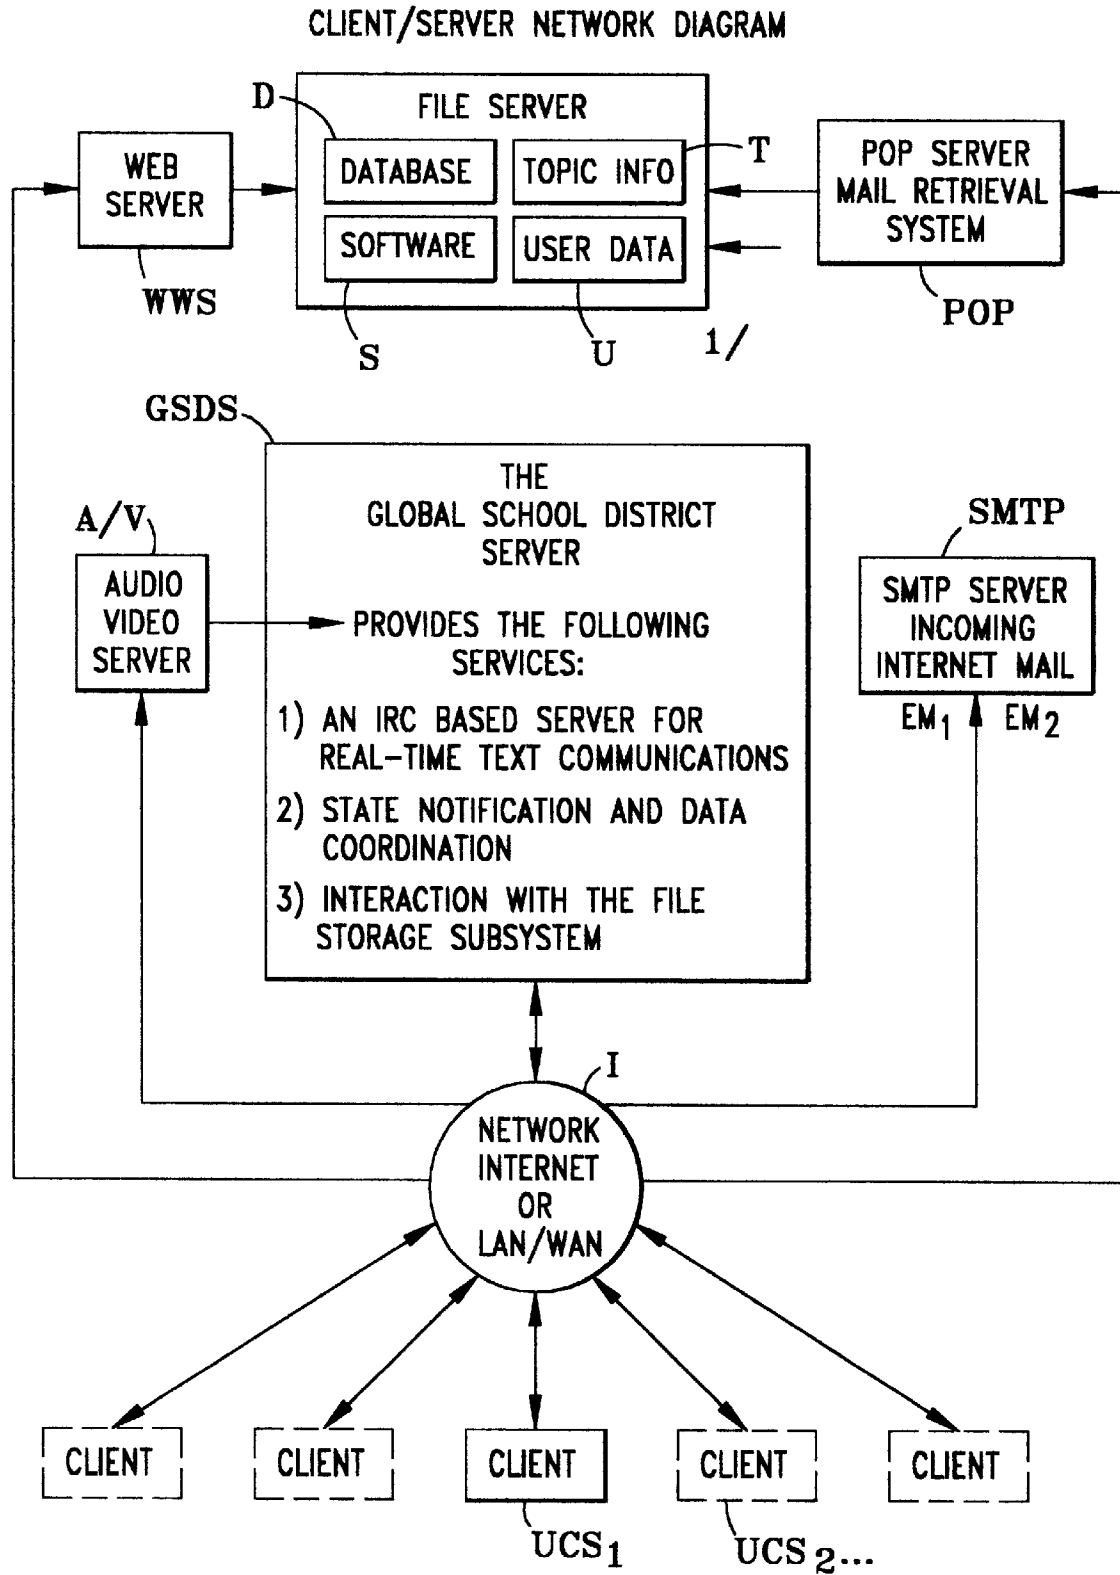 CLIENT/SERVER NETWORK DIAGRAM
D
FILE SERVER
DATABASE
TOPIC INFO
T
SOFTWARE
USER DATA
S
U
1/
WEB
SERVER
WWS
POP SERVER
MAIL RETRIEVAL
SYSTEM
POP
GSDS
THE
GLOBAL SCHOOL DISTRICT
SERVER
PROVIDES THE FOLLOWING
SERVICES:
1) AN IRC BASED SERVER FOR
REAL-TIME TEXT COMMUNICATIONS
2) STATE NOTIFICATION AND DATA
COORDINATION
3) INTERACTION WITH THE FILE
STORAGE SUBSYSTEM
A/V
AUDIO
VIDEO
SERVER
SMTP
SMTP SERVER
INCOMING
INTERNET MAIL
EM1 EM2
I
NETWORK
INTERNET
OR
LAN/WAN
CLIENT
CLIENT
CLIENT
CLIENT
CLIENT
UCS1
UCS2...